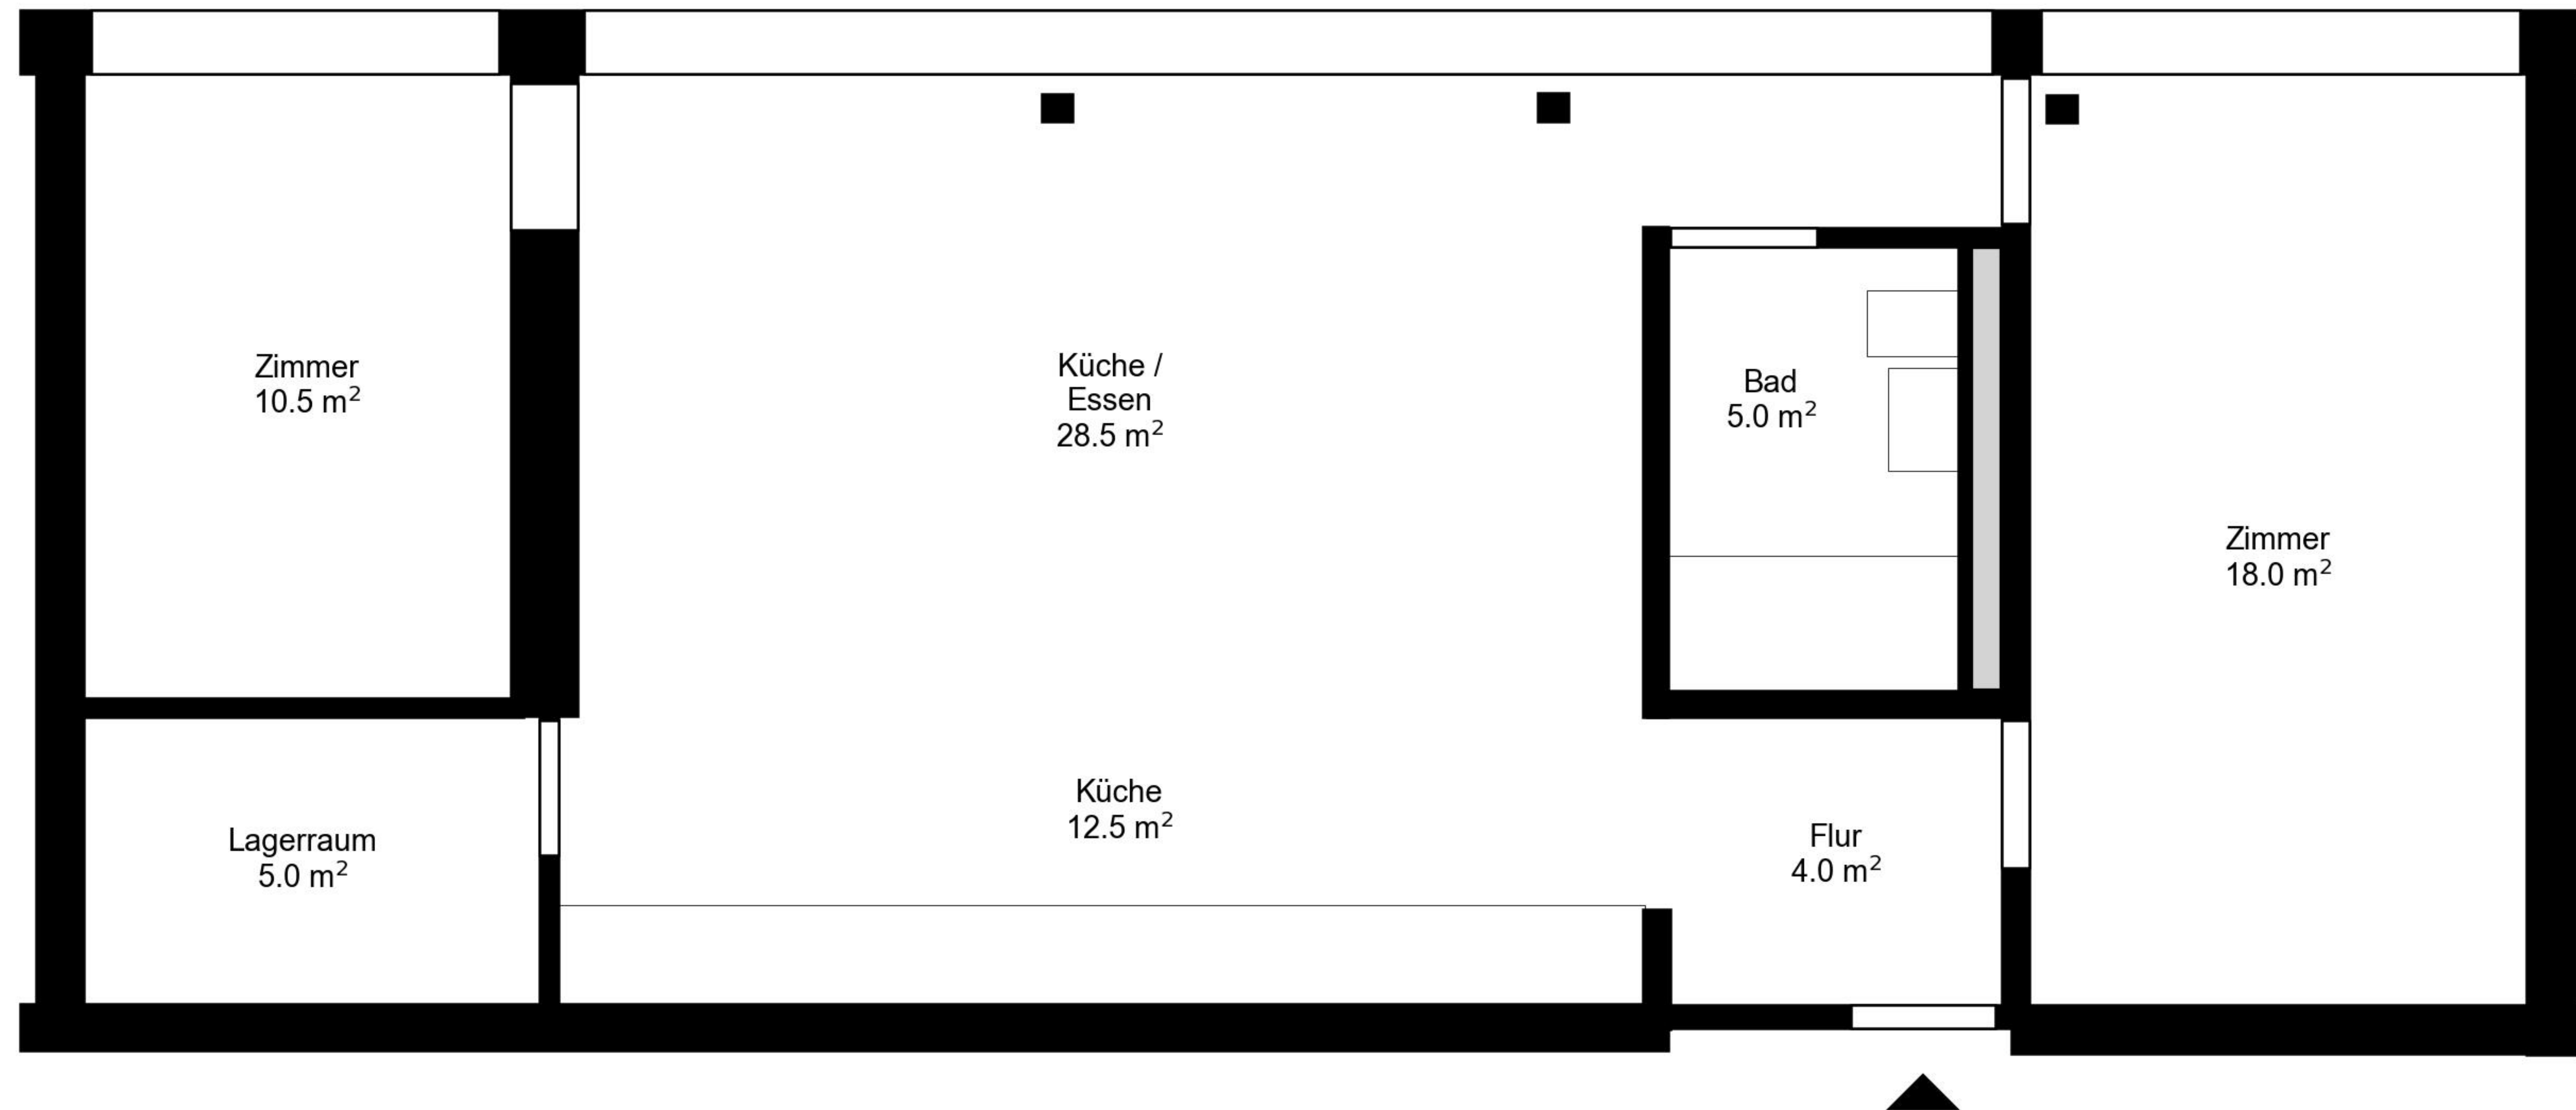 Zimmer
10.5 m²
Küche /
Essen
28.5 m²
Bad
5.0 m²
Zimmer
18.0 m²
Lagerraum
5.0 m²
Küche
12.5 m²
Flur
4.0 m²